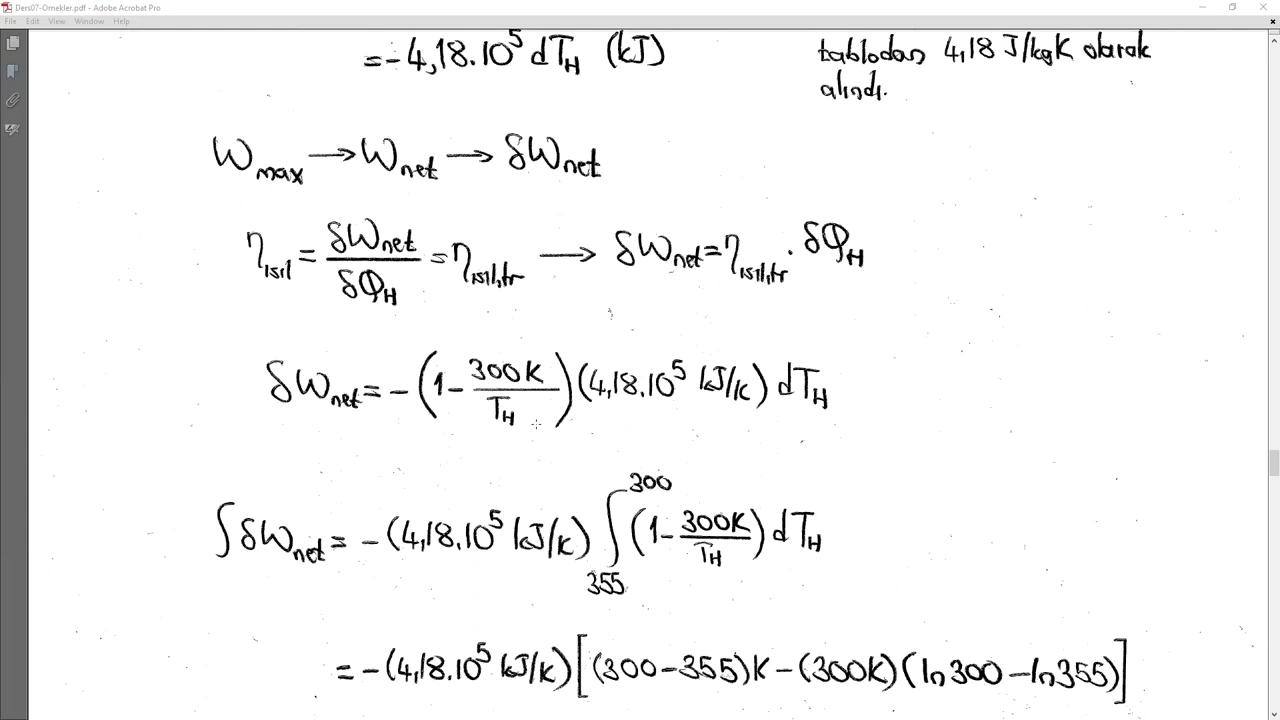 Ders07-Ornekler.pdf - Adobe Acrobat Pro
File Edit View Window Help
= -4,18.10⁵ dT_H (kJ)
tablodan 4,18 J/kgK olarak
alındı.
W_max → W_net → δW_net
η_ısıl = δW_net / δQ_H = η_ısıl,tr → δW_net = η_ısıl,tr . δQ_H
δW_net = -(1 - 300K / T_H)(4,18.10⁵ kJ/K) dT_H
∫δW_net = -(4,18.10⁵ kJ/K) ∫_355^300 (1 - 300K / T_H) dT_H
= -(4,18.10⁵ kJ/K)[(300-355)K - (300K)(ln300 - ln355)]